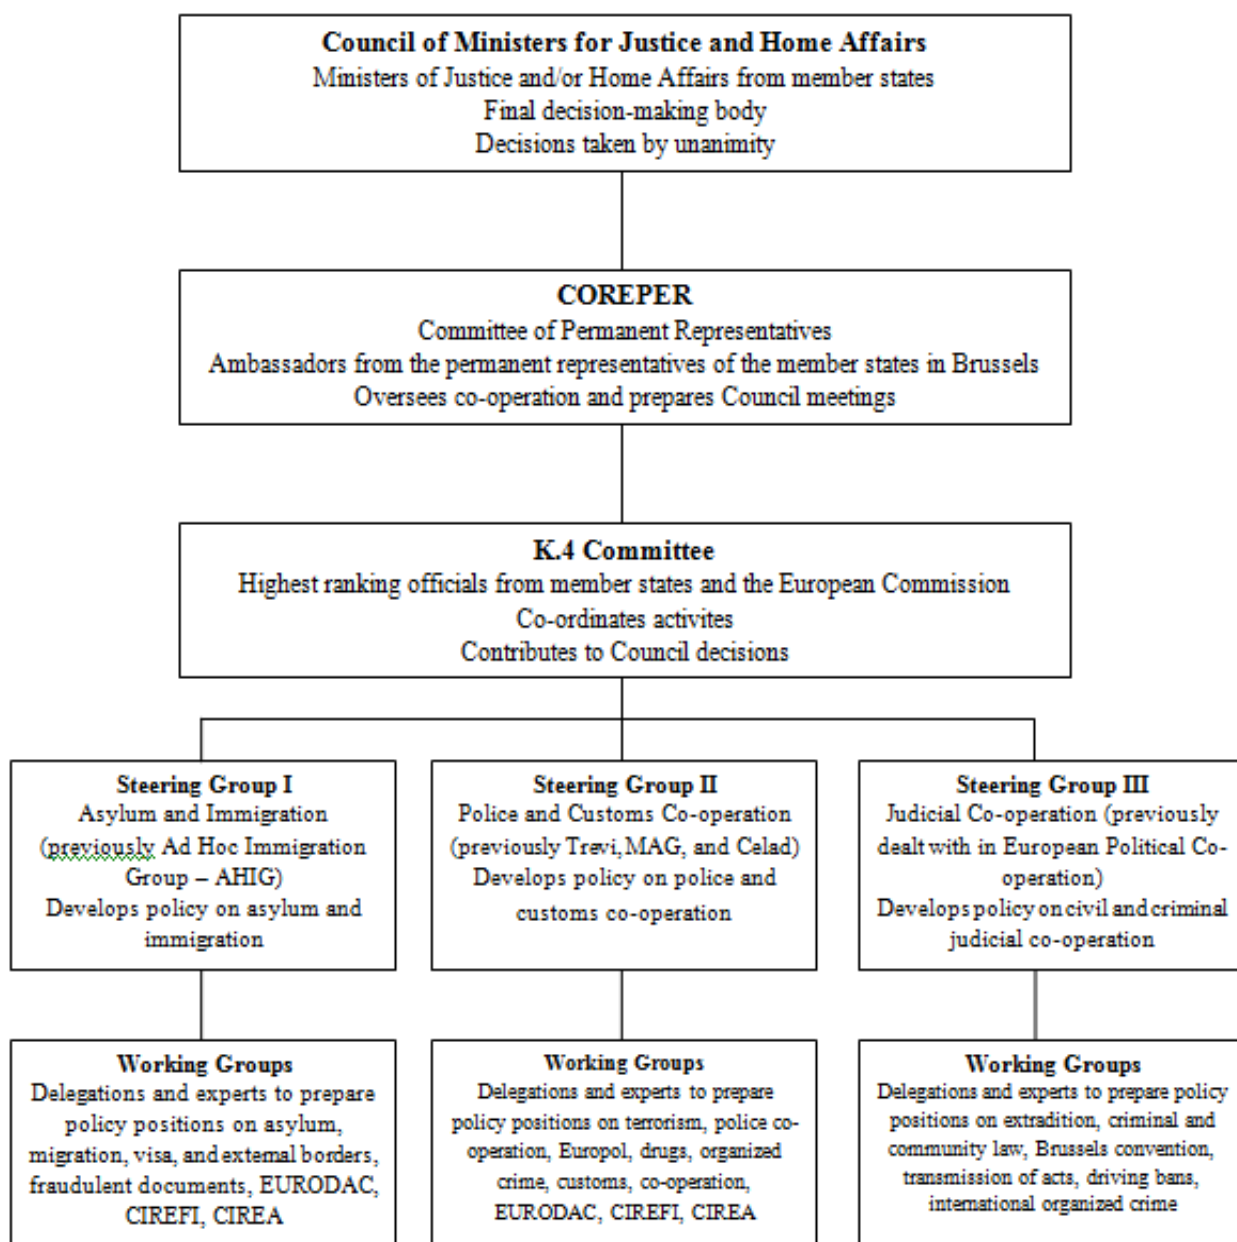 Council of Ministers for Justice and Home Affairs
Ministers of Justice and/or Home Affairs from member states
Final decision-making body
Decisions taken by unanimity
COREPER
Committee of Permanent Representatives
Ambassadors from the permanent representatives of the member states in Brussels
Oversees co-operation and prepares Council meetings
K.4 Committee
Highest ranking officials from member states and the European Commission
Co-ordinates activites
Contributes to Council decisions
Steering Group I
Asylum and Immigration
(previously Ad Hoc Immigration
Group – AHIG)
Develops policy on asylum and
immigration
Steering Group II
Police and Customs Co-operation
(previously Trevi, MAG, and Celad)
Develops policy on police and
customs co-operation
Steering Group III
Judicial Co-operation (previously
dealt with in European Political Co-
operation)
Develops policy on civil and criminal
judicial co-operation
Working Groups
Delegations and experts to prepare
policy positions on asylum,
migration, visa, and external borders,
fraudulent documents, EURODAC,
CIREFI, CIREA
Working Groups
Delegations and experts to prepare
policy positions on terrorism, police co-
operation, Europol, drugs, organized
crime, customs, co-operation,
EURODAC, CIREFI, CIREA
Working Groups
Delegations and experts to prepare policy
positions on extradition, criminal and
community law, Brussels convention,
transmission of acts, driving bans,
international organized crime